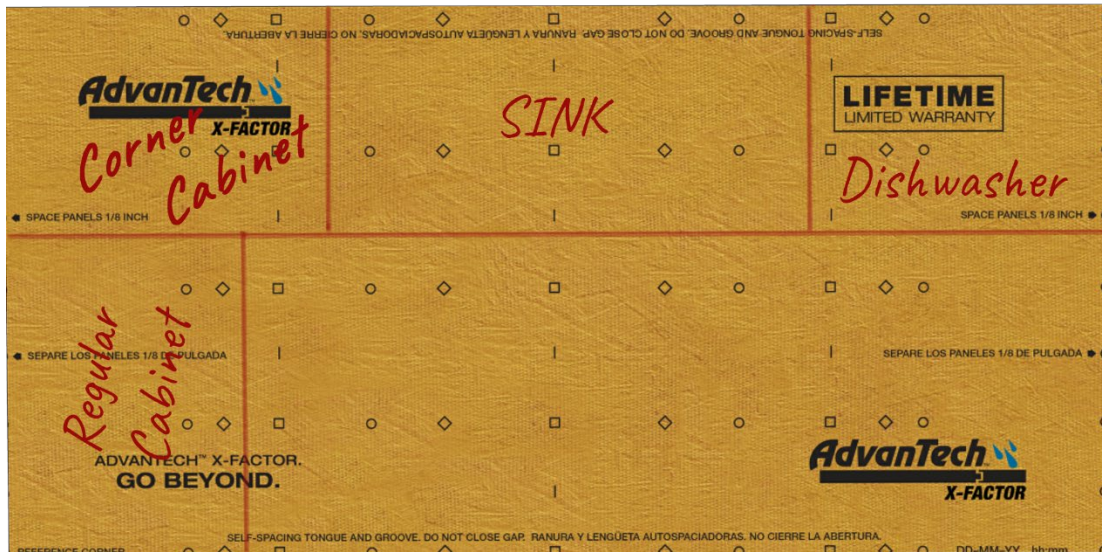 SELF-SPACING TONGUE AND GROOVE. DO NOT CLOSE GAP. RANURA Y LENGÜETA AUTOSPACIADORAS. NO CIERRE LA ABERTURA.
AdvanTech™
X-FACTOR
Corner
Cabinet
SINK
LIFETIME
LIMITED WARRANTY
Dishwasher
SPACE PANELS 1/8 INCH
SPACE PANELS 1/8 INCH
Regular
Cabinet
SEPARE LOS PANELES 1/8 DE PULGADA
SEPARE LOS PANELES 1/8 DE PULGADA
ADVANTECH™ X-FACTOR.
GO BEYOND.
AdvanTech™
X-FACTOR
SELF-SPACING TONGUE AND GROOVE. DO NOT CLOSE GAP. RANURA Y LENGÜETA AUTOSPACIADORAS. NO CIERRE LA ABERTURA.
REFERENCE CORNER
DD-MM-YY hh:mm